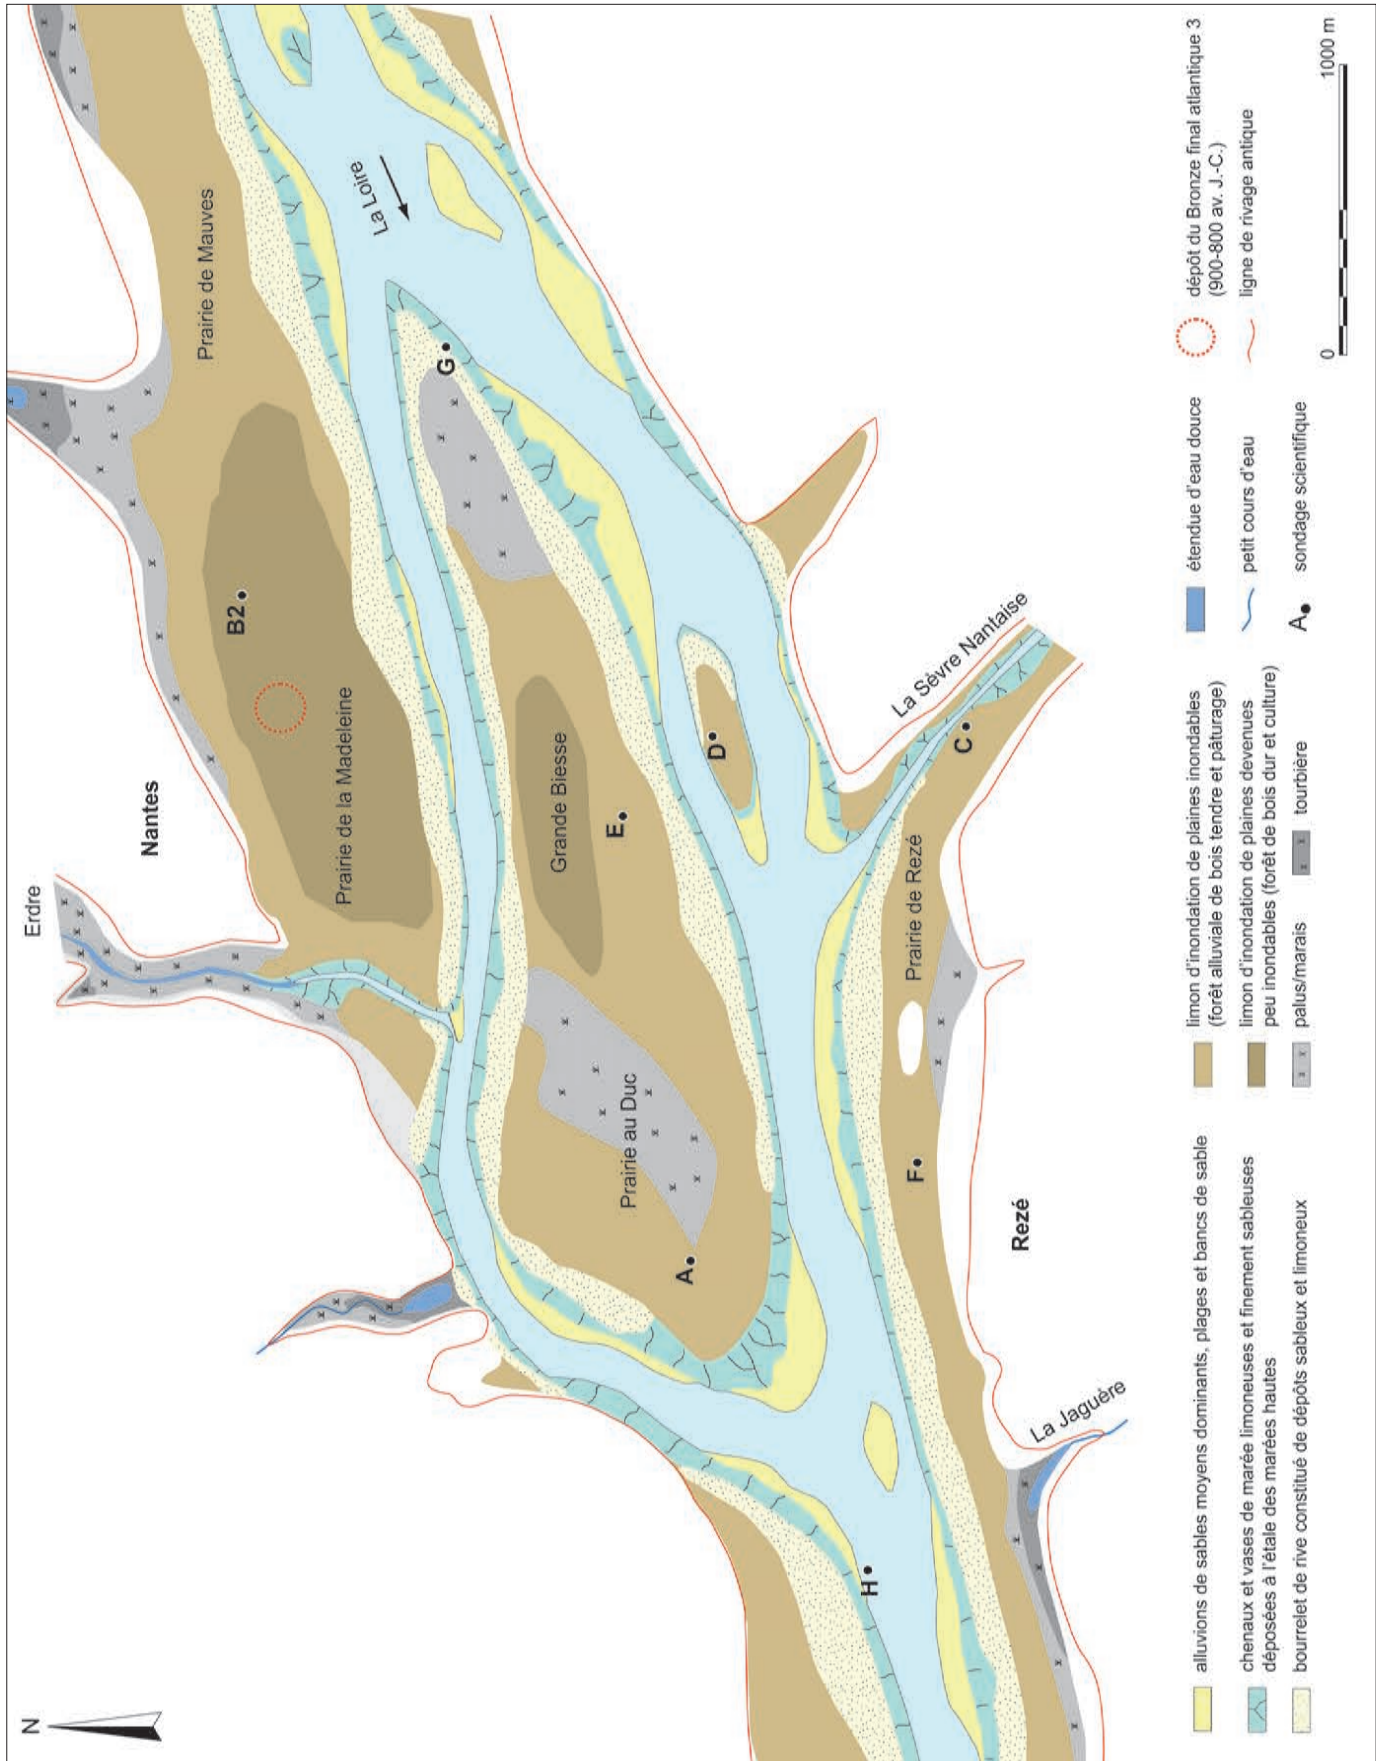 N
Erdre
Nantes
Prairie de Mauves
La Loire
B2
Prairie de la Madeleine
G
Grande Biesse
E
D
Prairie au Duc
A
La Sèvre Nantaise
C
Prairie de Rezé
F
H
Rezé
La Jaguère
alluvions de sables moyens dominants, plages et bancs de sable
chenaux et vases de marée limoneuses et finement sableuses
déposées à l'étale des marées hautes
bourrelet de rive constitué de dépôts sableux et limoneux
limon d'inondation de plaines inondables
(forêt alluviale de bois tendre et pâturage)
limon d'inondation de plaines devenues
peu inondables (forêt de bois dur et culture)
palus/marais
tourbière
étendue d'eau douce
petit cours d'eau
A
sondage scientifique
dépôt du Bronze final atlantique 3
(900-800 av. J.-C.)
ligne de rivage antique
0
1000 m